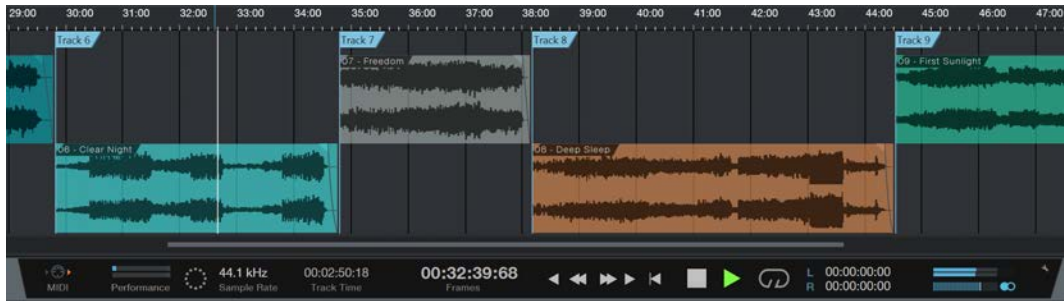 29:00 30:00 31:00 32:00 33:00 34:00 35:00 36:00 37:00 38:00 39:00 40:00 41:00 42:00 43:00 44:00 45:00 46:00 47:00
Track 6 Track 7 Track 8 Track 9
07 - Freedom 09 - First Sunlight
06 - Clear Night 08 - Deep Sleep
44.1 kHz 00:02:50:18 00:32:39:68 L 00:00:00:00
MIDI Performance Sample Rate Track Time Frames R 00:00:00:00